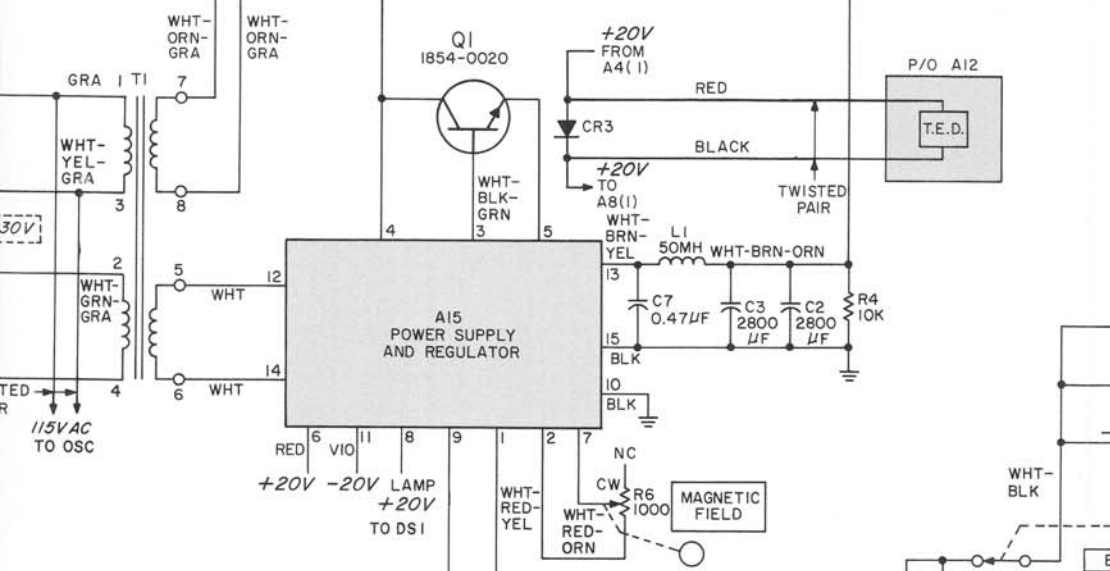 WHT-
ORN-
GRA
WHT-
ORN-
GRA
GRA 1 T1 7
WHT-
YEL-
GRA
3 8
30V
2 5
WHT-
GRN-
GRA
WHT 12
4 6 WHT 14
TED
R
115VAC
TO OSC
Q1
1854-0020
WHT-
BLK-
GRN
4 3 5
A15
POWER SUPPLY
AND REGULATOR
+20V
FROM
A4(1)
CR3
+20V
TO
A8(1)
RED
BLACK
TWISTED
PAIR
P/O A12
T.E.D.
WHT-
BRN-
YEL
13
L1
50MH
WHT-BRN-ORN
C7
0.47µF
C3
2800
µF
C2
2800
µF
R4
10K
15
BLK
10
BLK
6 11 8 9 1 2 7
RED VIO
+20V -20V LAMP
+20V
TO DS1
WHT-
RED-
YEL
WHT-
RED-
ORN
NC
CW
R6
1000
MAGNETIC
FIELD
WHT-
BLK